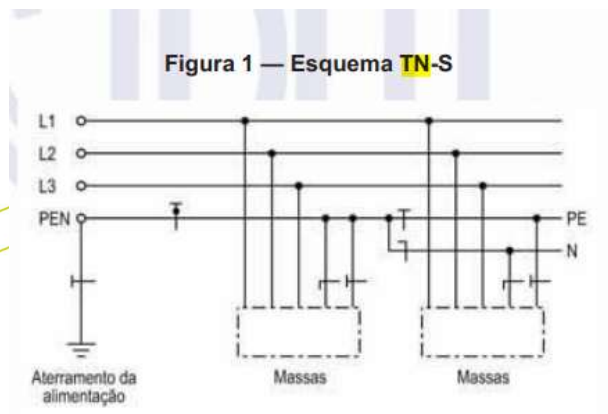 Figura 1 — Esquema TN-S
L1
L2
L3
PEN
PE
N
Aterramento da
alimentação
Massas
Massas